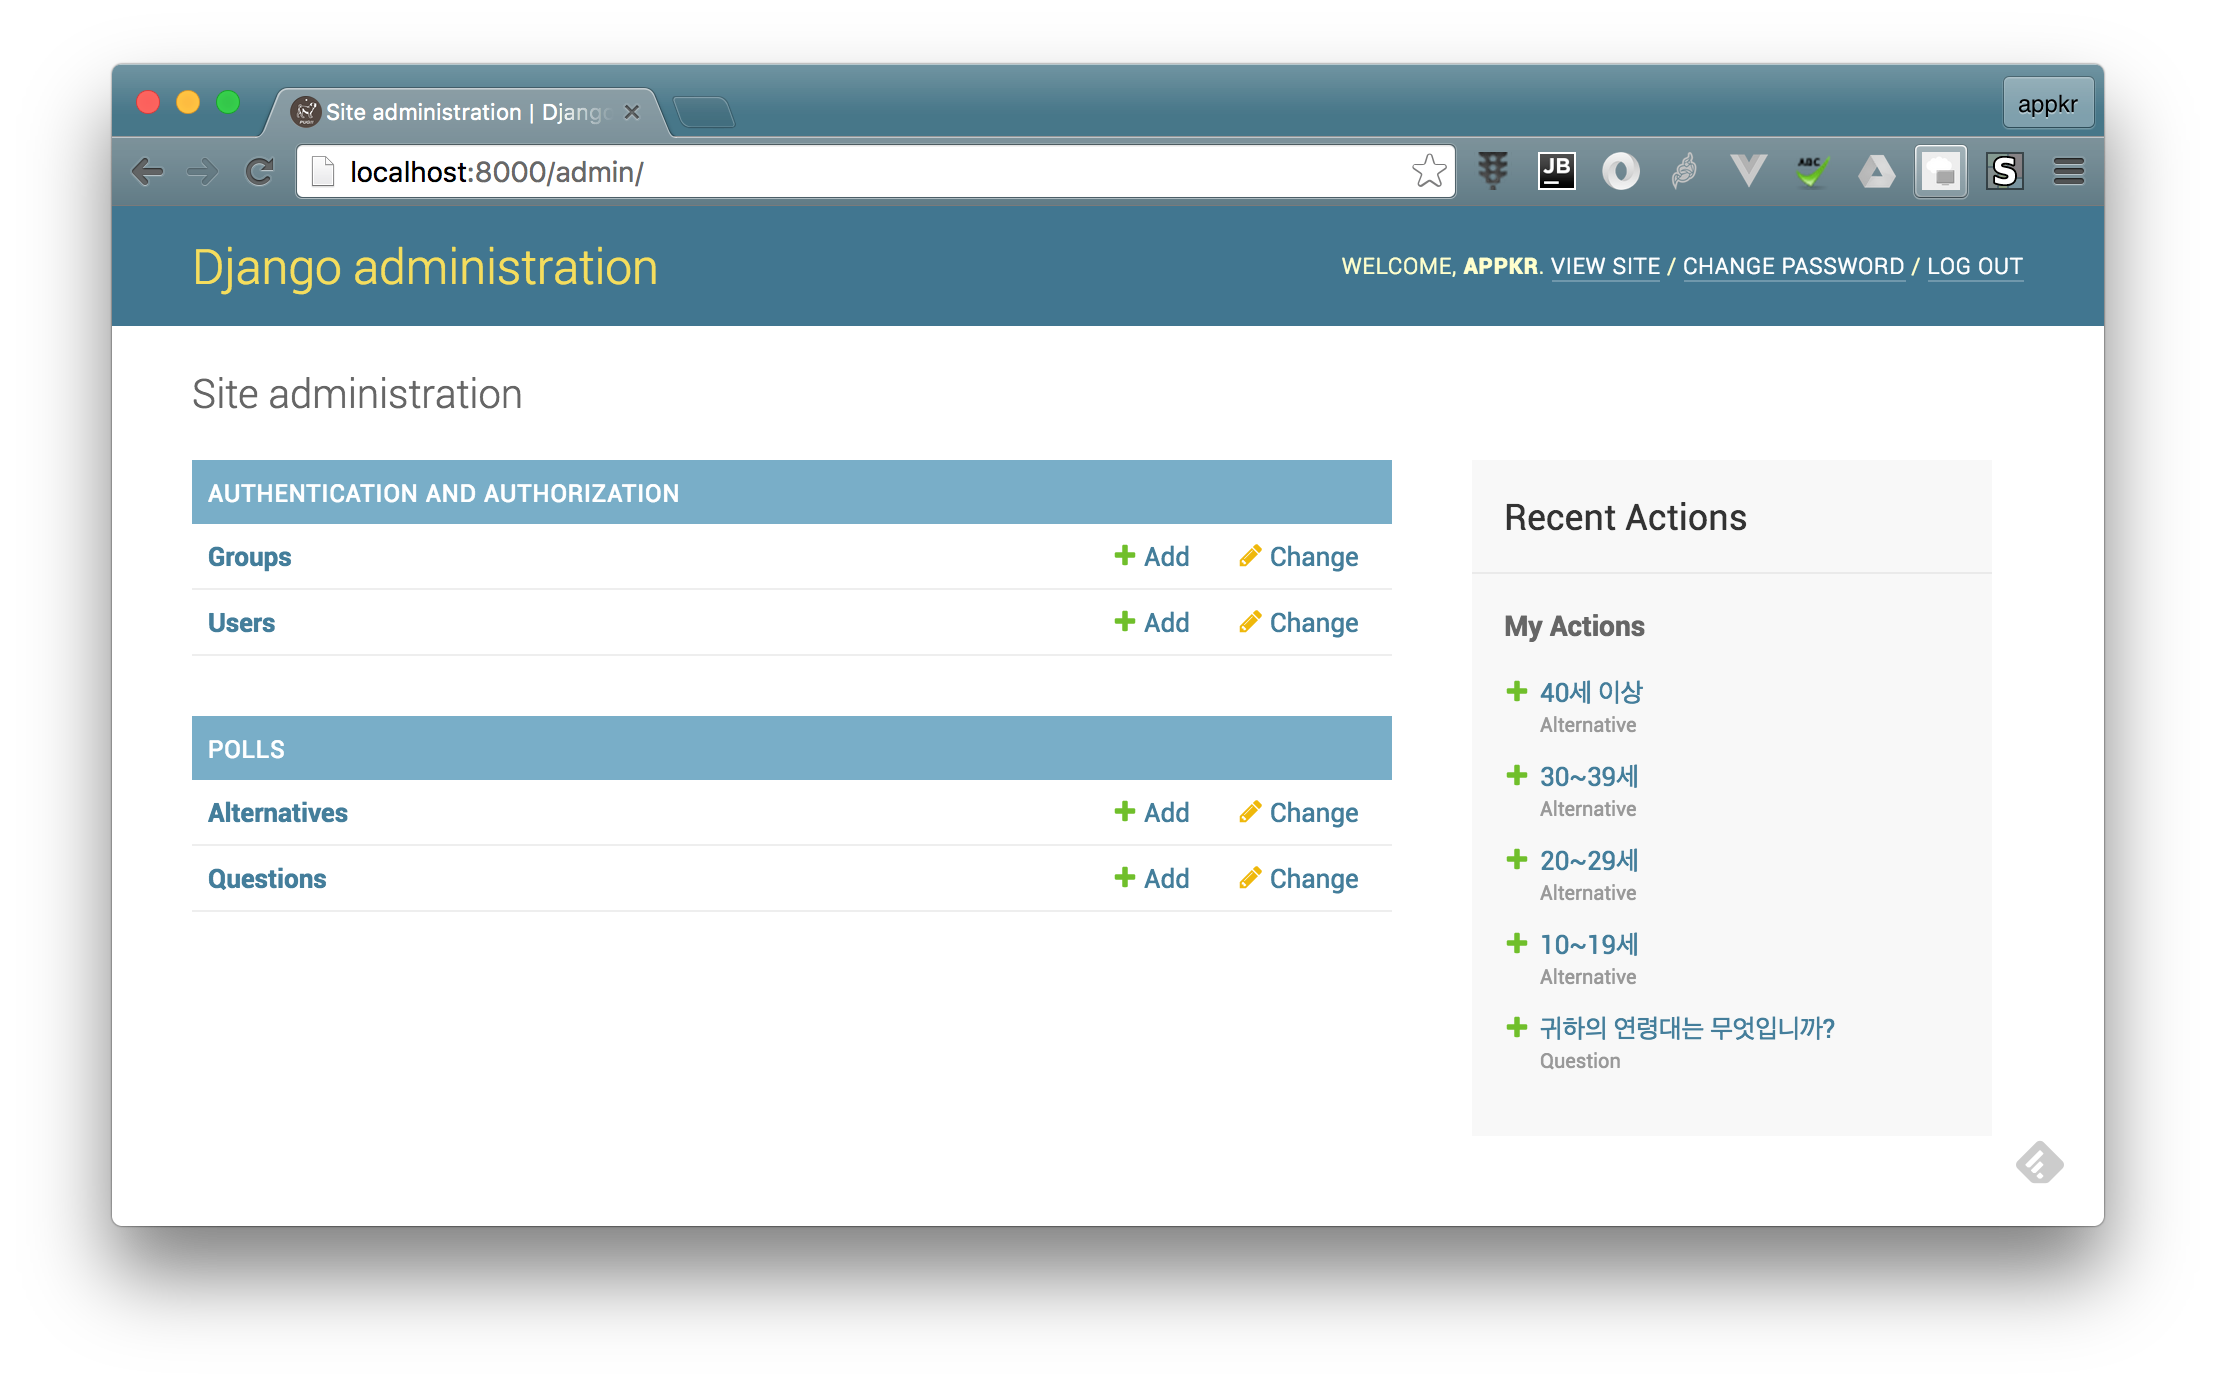 Site administration | Django
appkr
localhost:8000/admin/
JB
ABC
S
Django administration
WELCOME, APPKR. VIEW SITE / CHANGE PASSWORD / LOG OUT
Site administration
AUTHENTICATION AND AUTHORIZATION
Groups
Add
Change
Users
Add
Change
POLLS
Alternatives
Add
Change
Questions
Add
Change
Recent Actions
My Actions
40세 이상
Alternative
30~39세
Alternative
20~29세
Alternative
10~19세
Alternative
귀하의 연령대는 무엇입니까?
Question